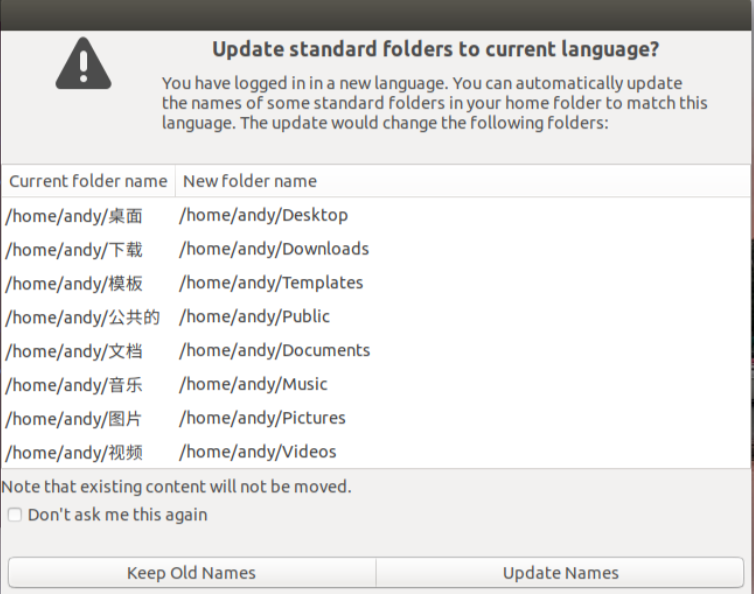 Update standard folders to current language?
You have logged in in a new language. You can automatically update
the names of some standard folders in your home folder to match this
language. The update would change the following folders:
Current folder name New folder name
/home/andy/桌面 /home/andy/Desktop
/home/andy/下载 /home/andy/Downloads
/home/andy/模板 /home/andy/Templates
/home/andy/公共的 /home/andy/Public
/home/andy/文档 /home/andy/Documents
/home/andy/音乐 /home/andy/Music
/home/andy/图片 /home/andy/Pictures
/home/andy/视频 /home/andy/Videos
Note that existing content will not be moved.
Don't ask me this again
Keep Old Names Update Names